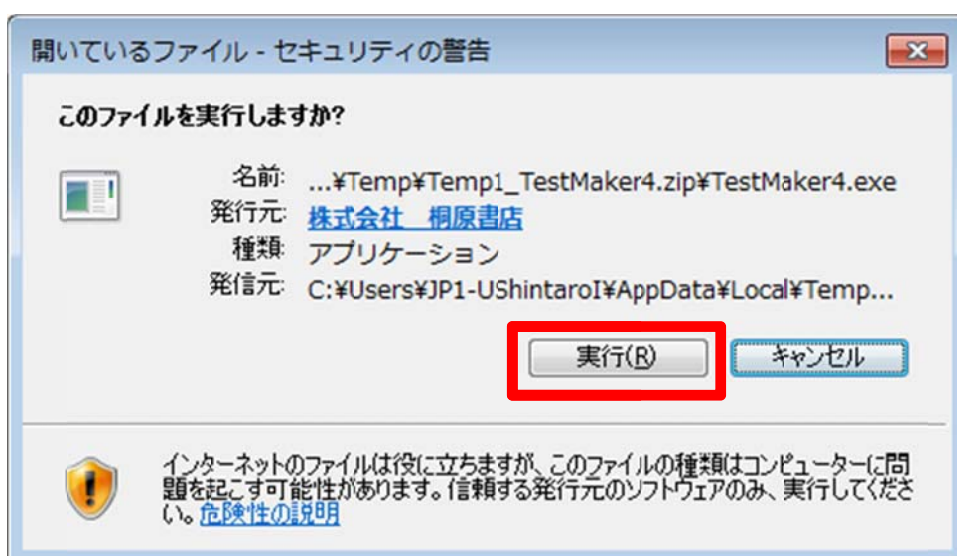 開いているファイル - セキュリティの警告
このファイルを実行しますか?
名前: ...¥Temp¥Temp1_TestMaker4.zip¥TestMaker4.exe
発行元: 株式会社　桐原書店
種類: アプリケーション
発信元: C:¥Users¥JP1-UShintaroI¥AppData¥Local¥Temp...
実行(R) キャンセル
インターネットのファイルは役に立ちますが、このファイルの種類はコンピューターに問
題を起こす可能性があります。信頼する発行元のソフトウェアのみ、実行してくださ
い。危険性の説明